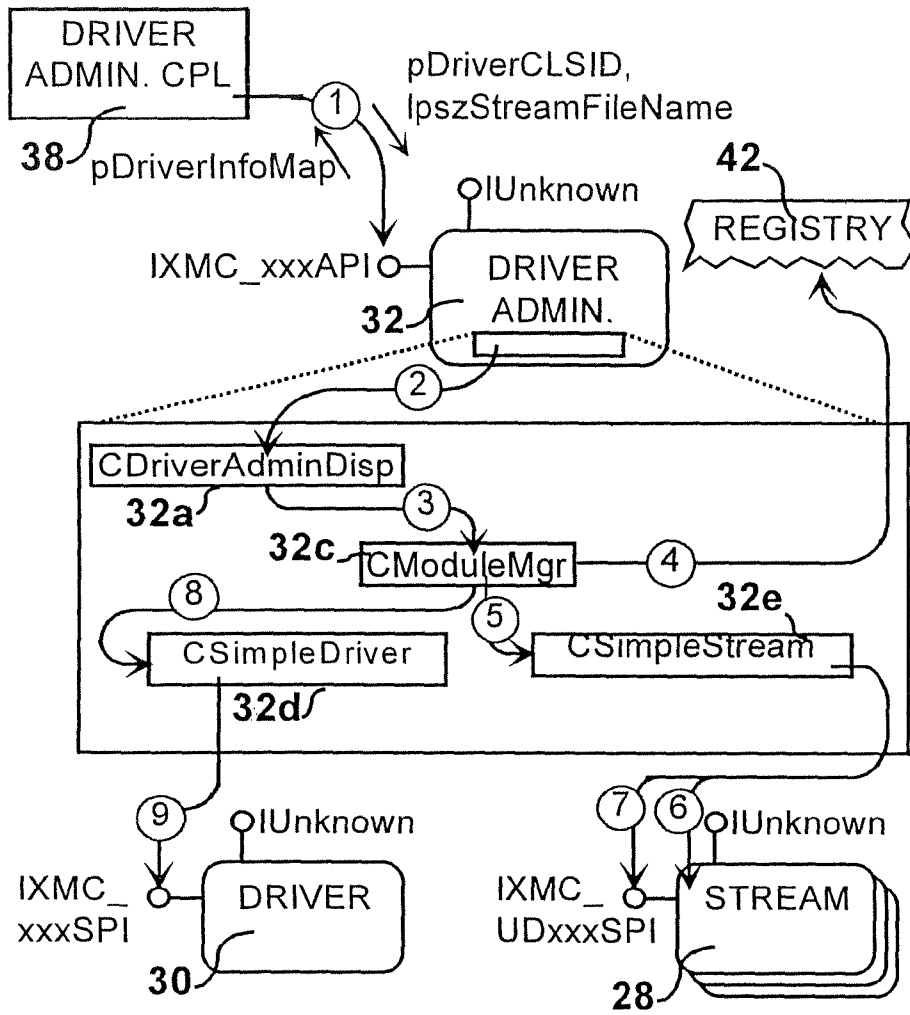 DRIVER
ADMIN. CPL
38
1
pDriverCLSID,
lpszStreamFileName
pDriverInfoMap
42
REGISTRY
IUnknown
IXMC_xxxAPI
DRIVER
ADMIN.
32
2
CDriverAdminDisp
32a
3
32c
CModuleMgr
4
8
5
32e
CSimpleDriver
CSimpleStream
32d
9
7
6
IUnknown
IUnknown
IXMC_
xxxSPI
DRIVER
30
IXMC_
UDxxxSPI
STREAM
28